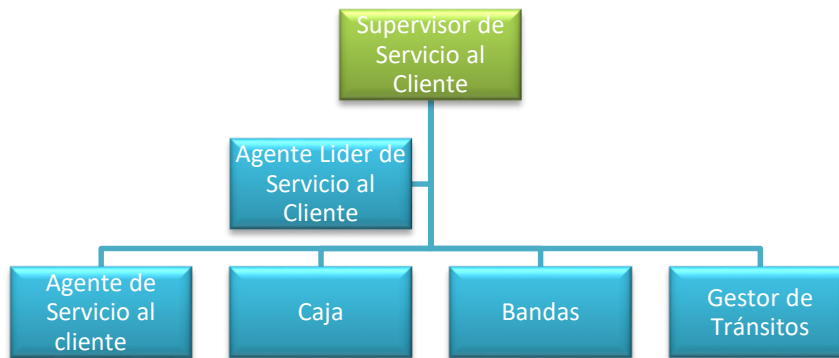 Supervisor de
Servicio al
Cliente
Agente Lider de
Servicio al
Cliente
Agente de
Servicio al
cliente
Caja
Bandas
Gestor de
Tránsitos